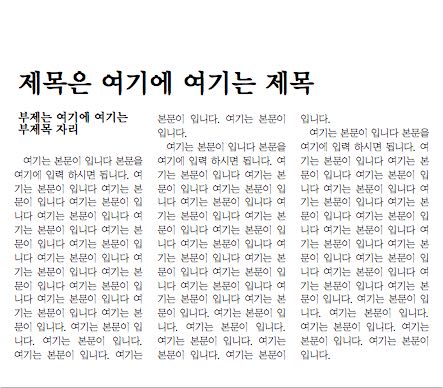 제목은 여기에 여기는 제목
부제는 여기에 여기는
부제목 자리
여기는 본문이 입니다 본문을
여기에 입력 하시면 됩니다. 여
기는 본문이 입니다 여기는 본
문이 입니다 여기는 본문이 입
니다 여기는 본문이 입니다 여
기는 본문이 입니다 여기는 본
문이 입니다 여기는 본문이 입
니다 여기는 본문이 입니다 여
기는 본문이 입니다 여기는 본
문이 입니다 여기는 본문이 입
니다 여기는 본문이 입니다 여
기는 본문이 입니다. 여기는 본
문이 입니다. 여기는 본문이 입
니다. 여기는 본문이 입니다.
여기는 본문이 입니다. 여기는
본문이 입니다. 여기는 본문이
입니다.
여기는 본문이 입니다 본문을
여기에 입력 하시면 됩니다. 여
기는 본문이 입니다 여기는 본
문이 입니다 여기는 본문이 입
니다 여기는 본문이 입니다 여
기는 본문이 입니다 여기는 본
문이 입니다 여기는 본문이 입
니다 여기는 본문이 입니다 여
기는 본문이 입니다 여기는 본
문이 입니다 여기는 본문이 입
니다 여기는 본문이 입니다 여
기는 본문이 입니다. 여기는 본
문이 입니다. 여기는 본문이 입
니다. 여기는 본문이 입니다.
여기는 본문이 입니다. 여기는
본문이 입니다. 여기는 본문이
입니다.
여기는 본문이 입니다 본문을
여기에 입력 하시면 됩니다. 여
기는 본문이 입니다 여기는 본
문이 입니다 여기는 본문이 입
니다 여기는 본문이 입니다 여
기는 본문이 입니다 여기는 본
문이 입니다 여기는 본문이 입
니다 여기는 본문이 입니다 여
기는 본문이 입니다 여기는 본
문이 입니다 여기는 본문이 입
니다 여기는 본문이 입니다 여
기는 본문이 입니다. 여기는 본
문이 입니다. 여기는 본문이 입
니다. 여기는 본문이 입니다.
여기는 본문이 입니다. 여기는
본문이 입니다. 여기는 본문이
입니다.